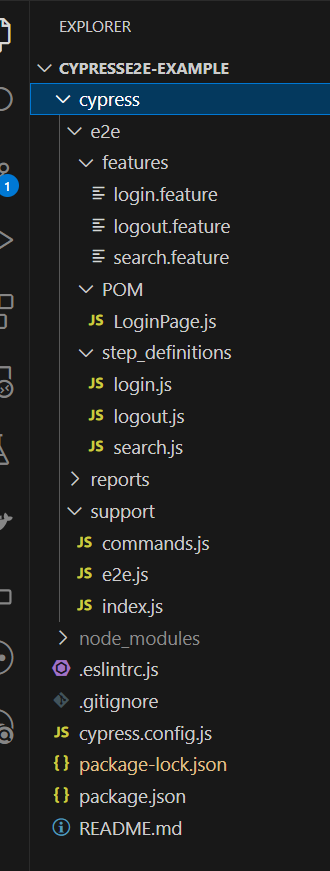 EXPLORER
CYPRESSE2E-EXAMPLE
cypress
e2e
features
login.feature
logout.feature
search.feature
POM
JS LoginPage.js
step_definitions
JS login.js
JS logout.js
JS search.js
reports
support
JS commands.js
JS e2e.js
JS index.js
node_modules
.eslintrc.js
.gitignore
JS cypress.config.js
{} package-lock.json
{} package.json
README.md
1